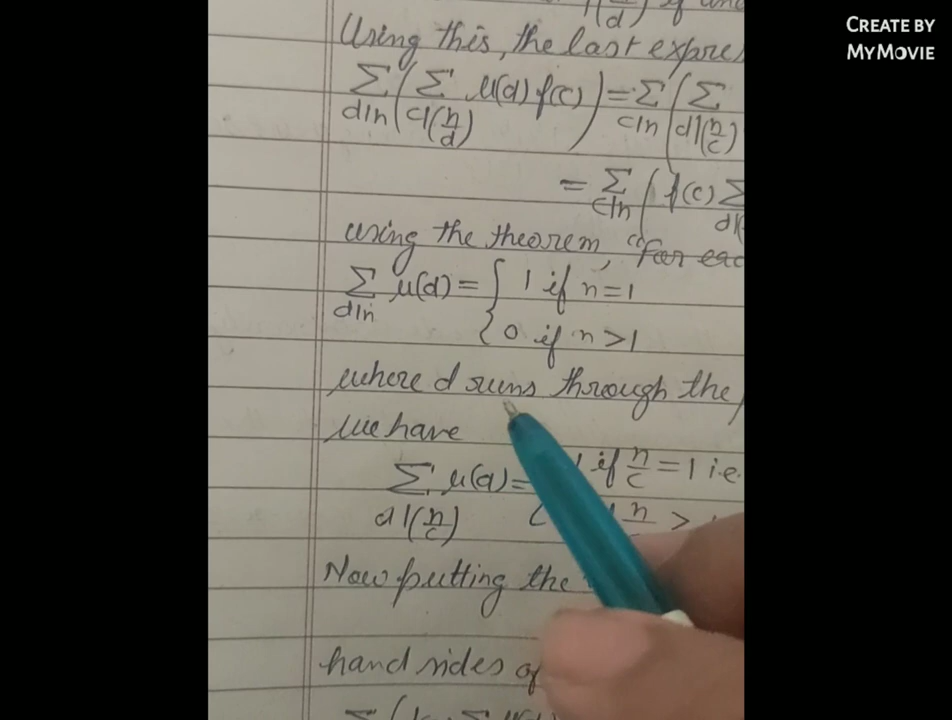 CREATE BY
MYMOVIE
Using this, the last expres
∑ ( ∑ μ(d) f(c) ) = ∑ ( ∑
d|n c|(n/d) c|n d|(n/c)
= ∑ ( f(c) ∑
c|n d|(
using the theorem, "For eac
∑ μ(d) = { 1 if n=1
d|n { 0 if n>1
where d runs through the
we have
∑ μ(d) = 1 if n/c = 1 i.e.
d|(n/c) n >
Now putting the
hand sides of